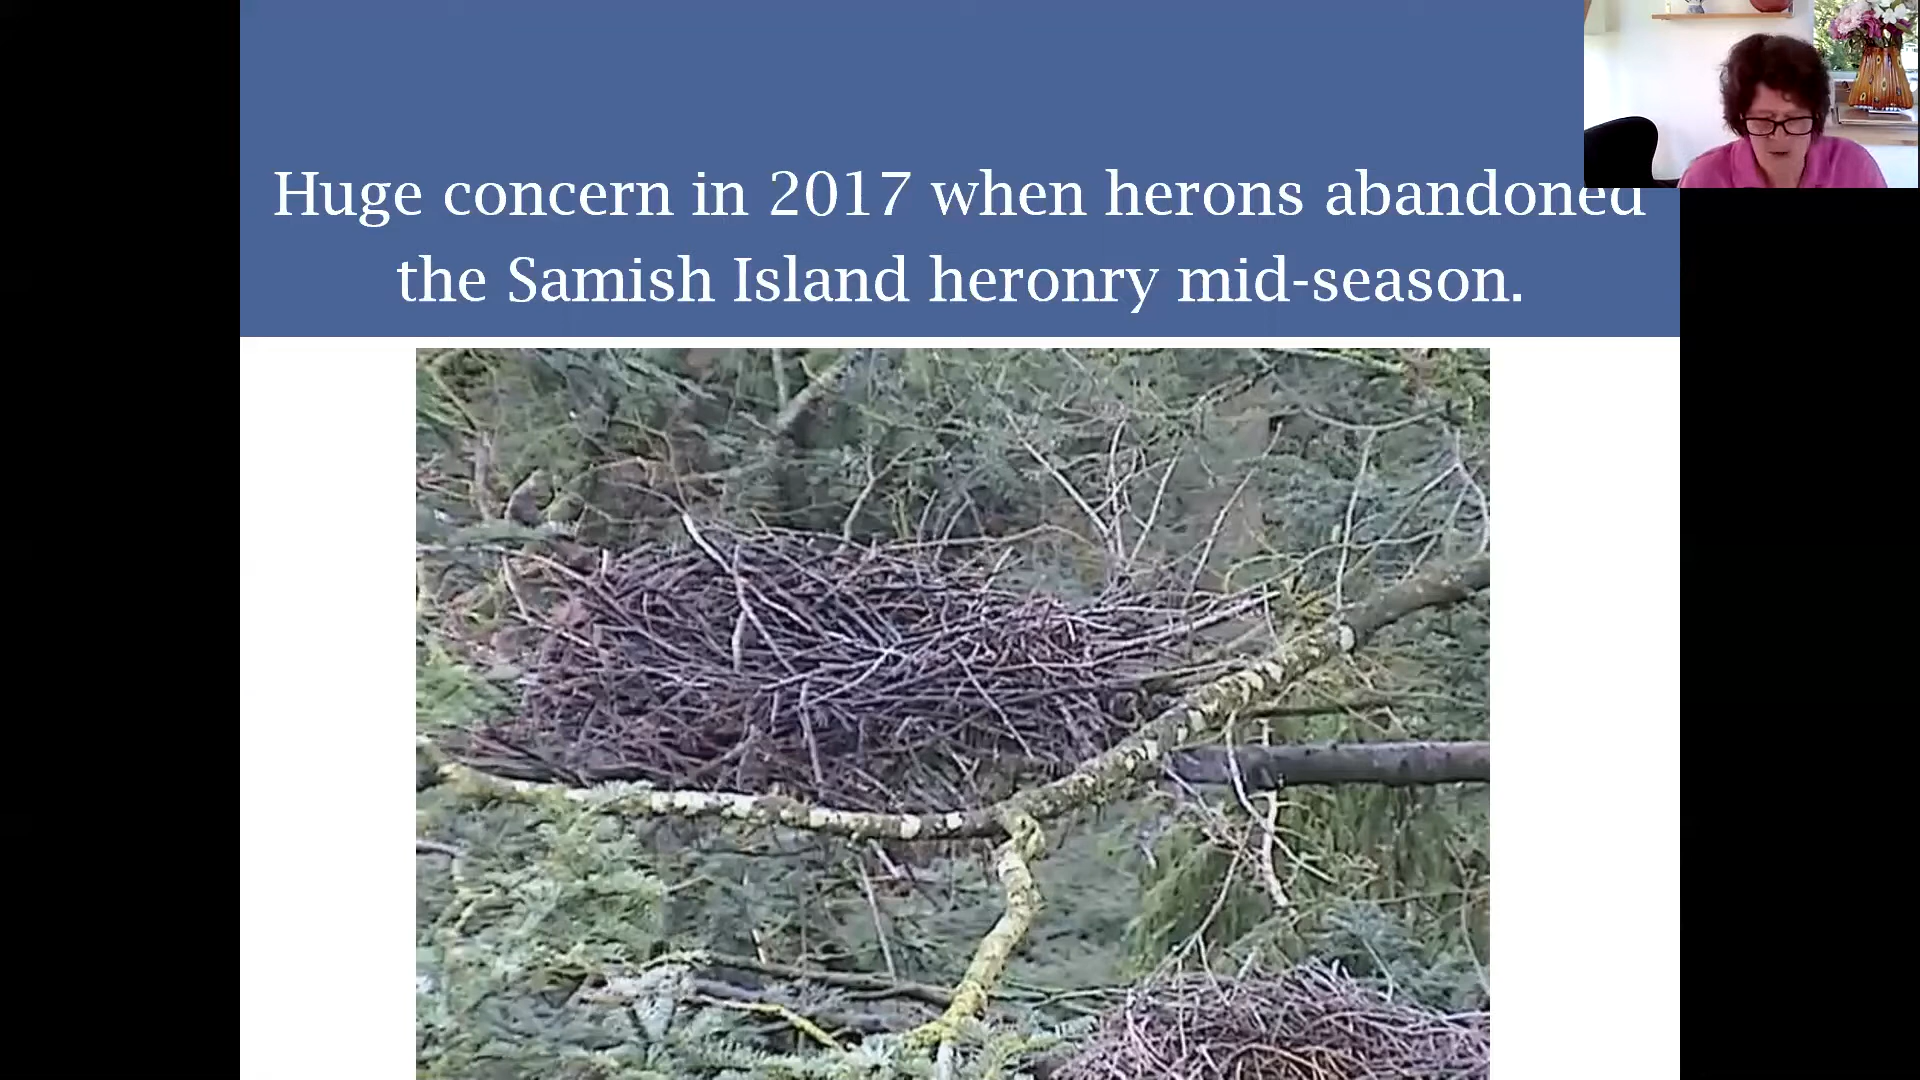 Huge concern in 2017 when herons abandoned
the Samish Island heronry mid-season.